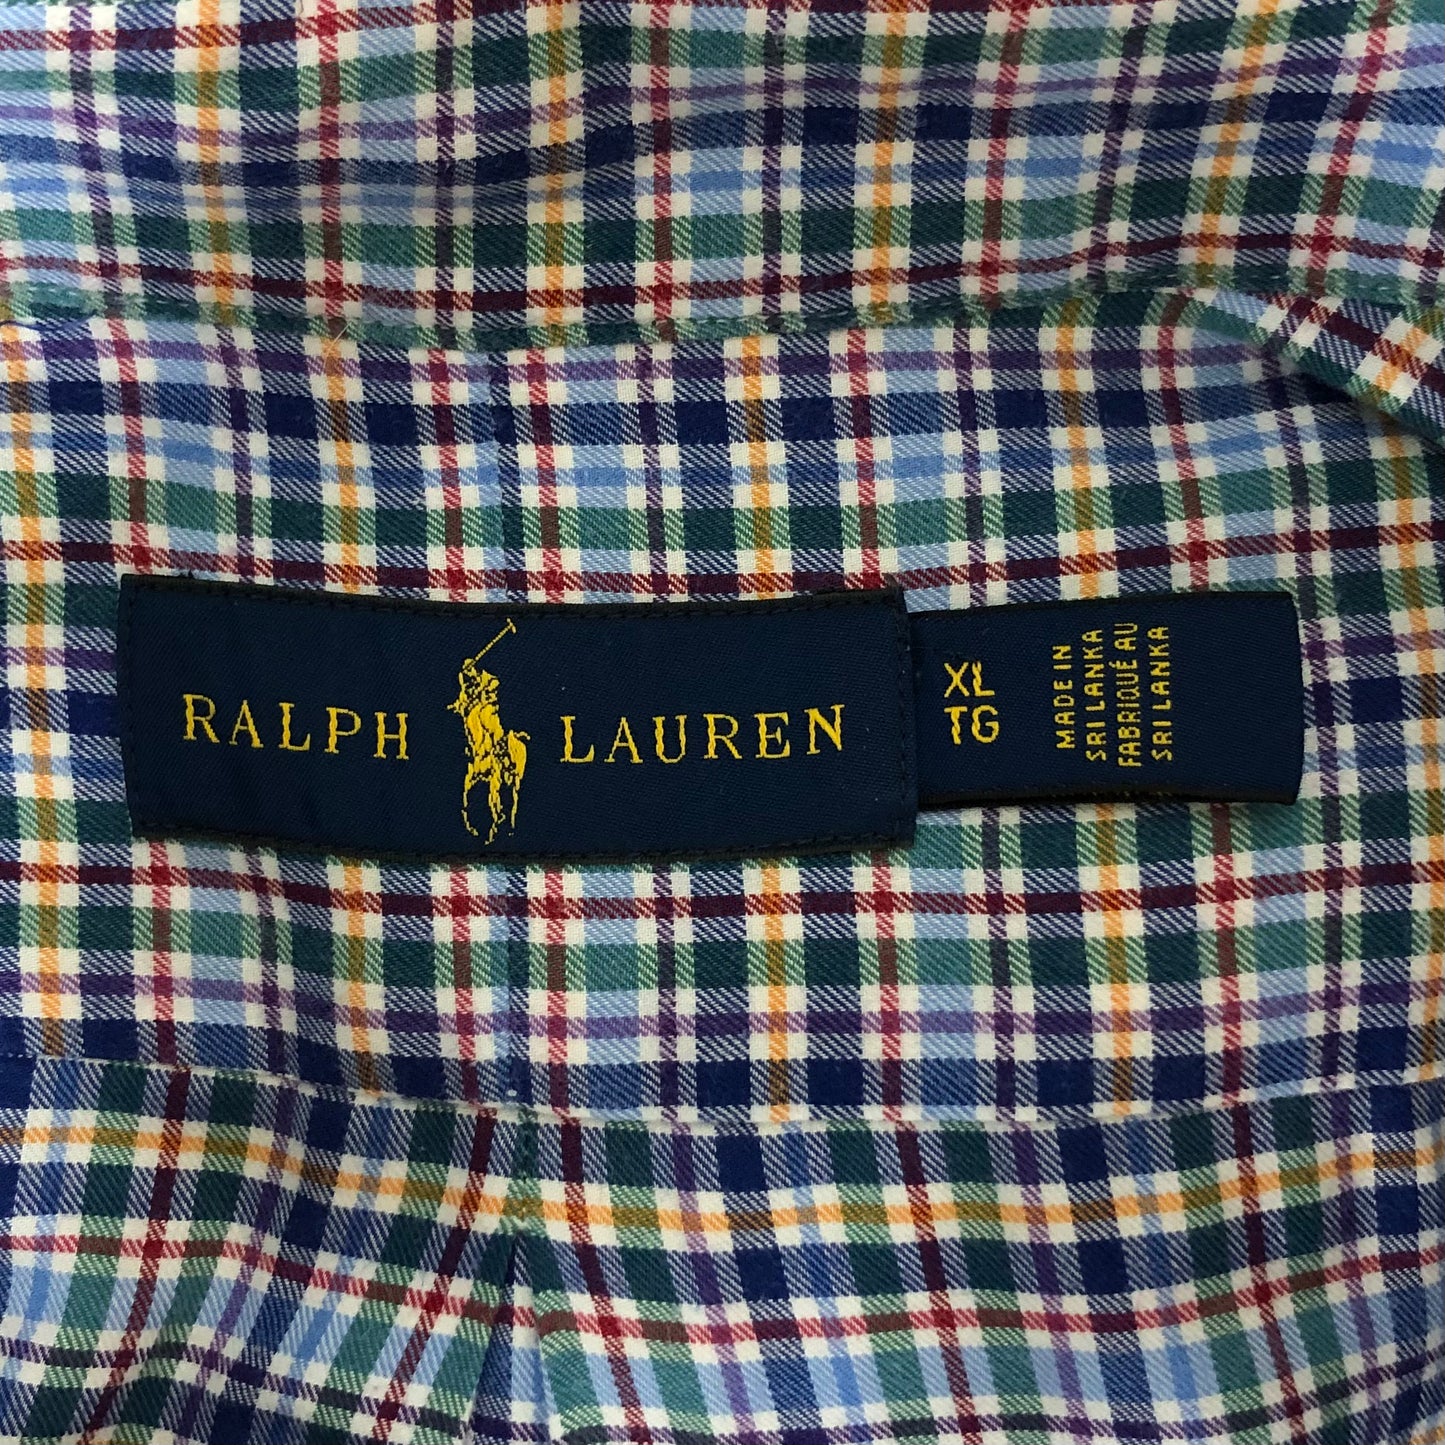 RALPH LAUREN
XL
TG
MADE IN
SRI LANKA
FABRIQUÉ AU
SRI LANKA